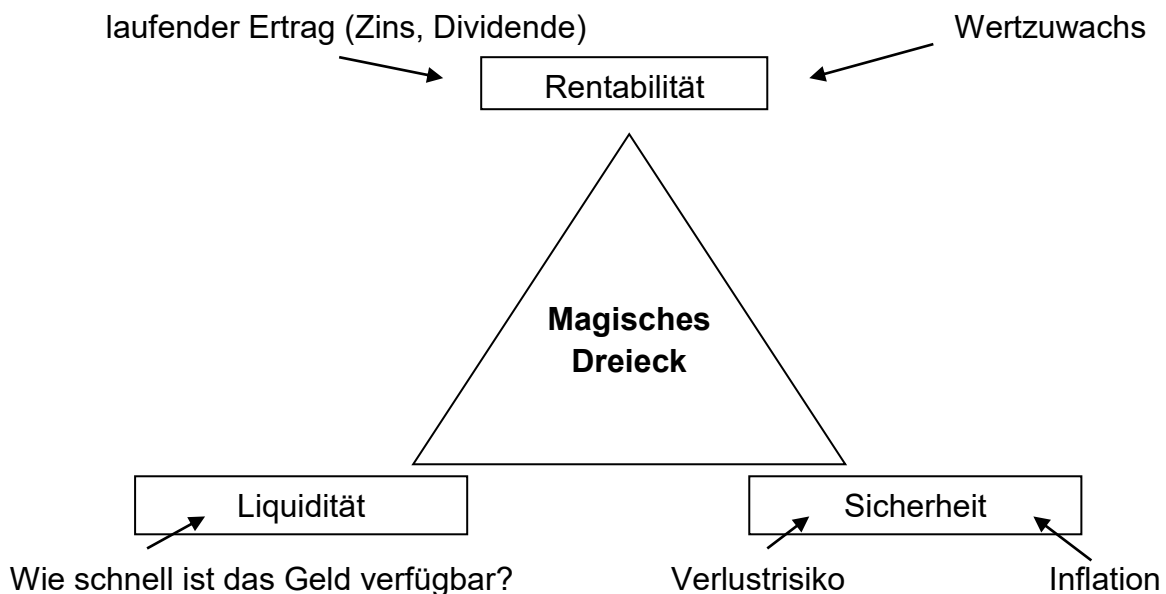 laufender Ertrag (Zins, Dividende)
Wertzuwachs
Rentabilität
Magisches
Dreieck
Liquidität
Sicherheit
Wie schnell ist das Geld verfügbar?
Verlustrisiko
Inflation